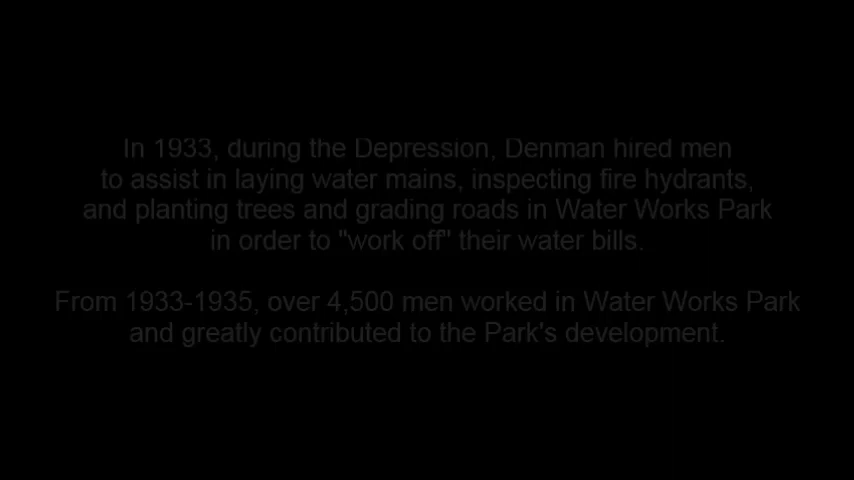 In 1933, during the Depression, Denman hired men
to assist in laying water mains, inspecting fire hydrants,
and planting trees and grading roads in Water Works Park
in order to "work off" their water bills.
From 1933-1935, over 4,500 men worked in Water Works Park
and greatly contributed to the Park's development.